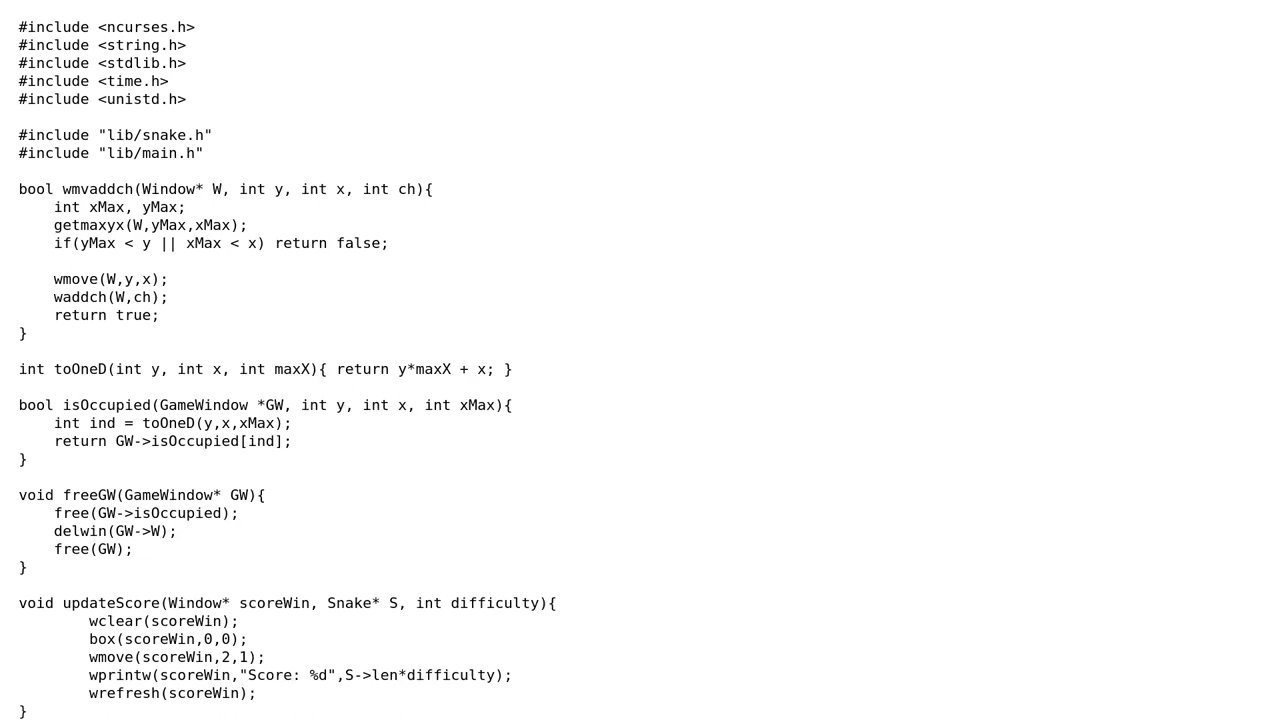 #include <ncurses.h>
#include <string.h>
#include <stdlib.h>
#include <time.h>
#include <unistd.h>

#include "lib/snake.h"
#include "lib/main.h"

bool wmvaddch(Window* W, int y, int x, int ch){
    int xMax, yMax;
    getmaxyx(W,yMax,xMax);
    if(yMax < y || xMax < x) return false;

    wmove(W,y,x);
    waddch(W,ch);
    return true;
}

int toOneD(int y, int x, int maxX){ return y*maxX + x; }

bool isOccupied(GameWindow *GW, int y, int x, int xMax){
    int ind = toOneD(y,x,xMax);
    return GW->isOccupied[ind];
}

void freeGW(GameWindow* GW){
    free(GW->isOccupied);
    delwin(GW->W);
    free(GW);
}

void updateScore(Window* scoreWin, Snake* S, int difficulty){
        wclear(scoreWin);
        box(scoreWin,0,0);
        wmove(scoreWin,2,1);
        wprintw(scoreWin,"Score: %d",S->len*difficulty);
        wrefresh(scoreWin);
}